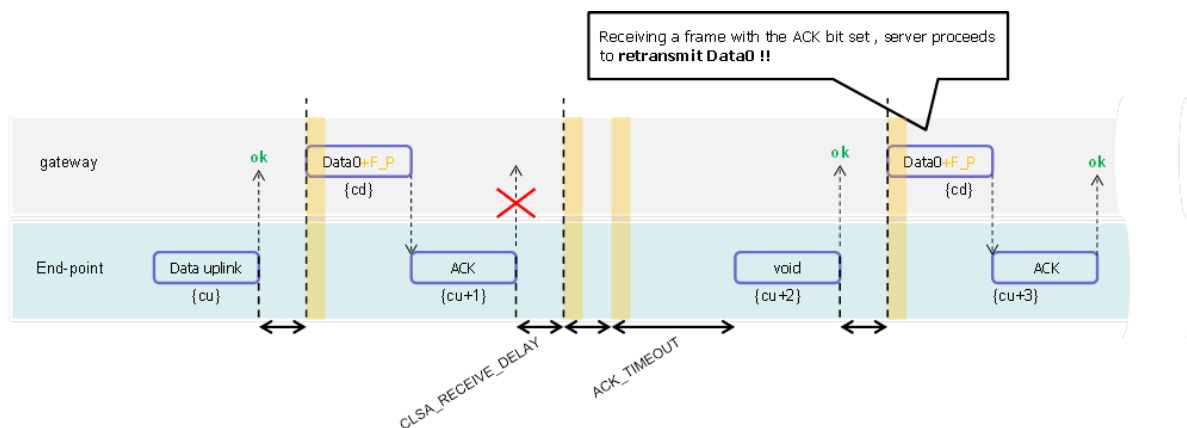 Receiving a frame with the ACK bit set , server proceeds
to retransmit Data0 !!
gateway
ok
Data0+F_P
{cd}
ok
Data0+F_P
{cd}
ok
End-point
Data uplink
{cu}
ACK
{cu+1}
void
{cu+2}
ACK
{cu+3}
CLSA_RECEIVE_DELAY
ACK_TIMEOUT